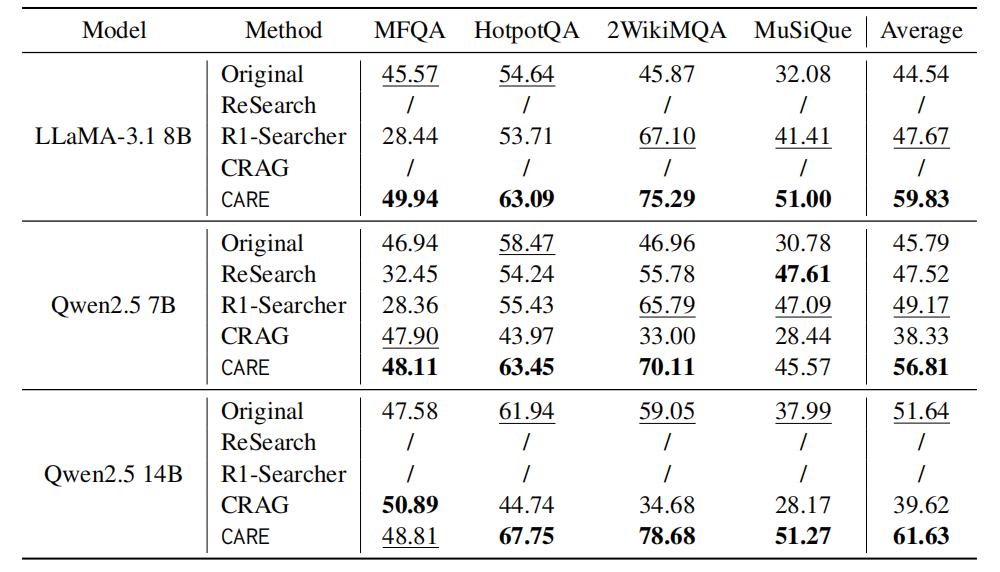 Model Method MFQA HotpotQA 2WikiMQA MuSiQue Average
Original 45.57 54.64 45.87 32.08 44.54
ReSearch / / / / /
LLaMA-3.1 8B R1-Searcher 28.44 53.71 67.10 41.41 47.67
CRAG / / / / /
CARE 49.94 63.09 75.29 51.00 59.83
Original 46.94 58.47 46.96 30.78 45.79
ReSearch 32.45 54.24 55.78 47.61 47.52
Qwen2.5 7B R1-Searcher 28.36 55.43 65.79 47.09 49.17
CRAG 47.90 43.97 33.00 28.44 38.33
CARE 48.11 63.45 70.11 45.57 56.81
Original 47.58 61.94 59.05 37.99 51.64
ReSearch / / / / /
Qwen2.5 14B R1-Searcher / / / / /
CRAG 50.89 44.74 34.68 28.17 39.62
CARE 48.81 67.75 78.68 51.27 61.63